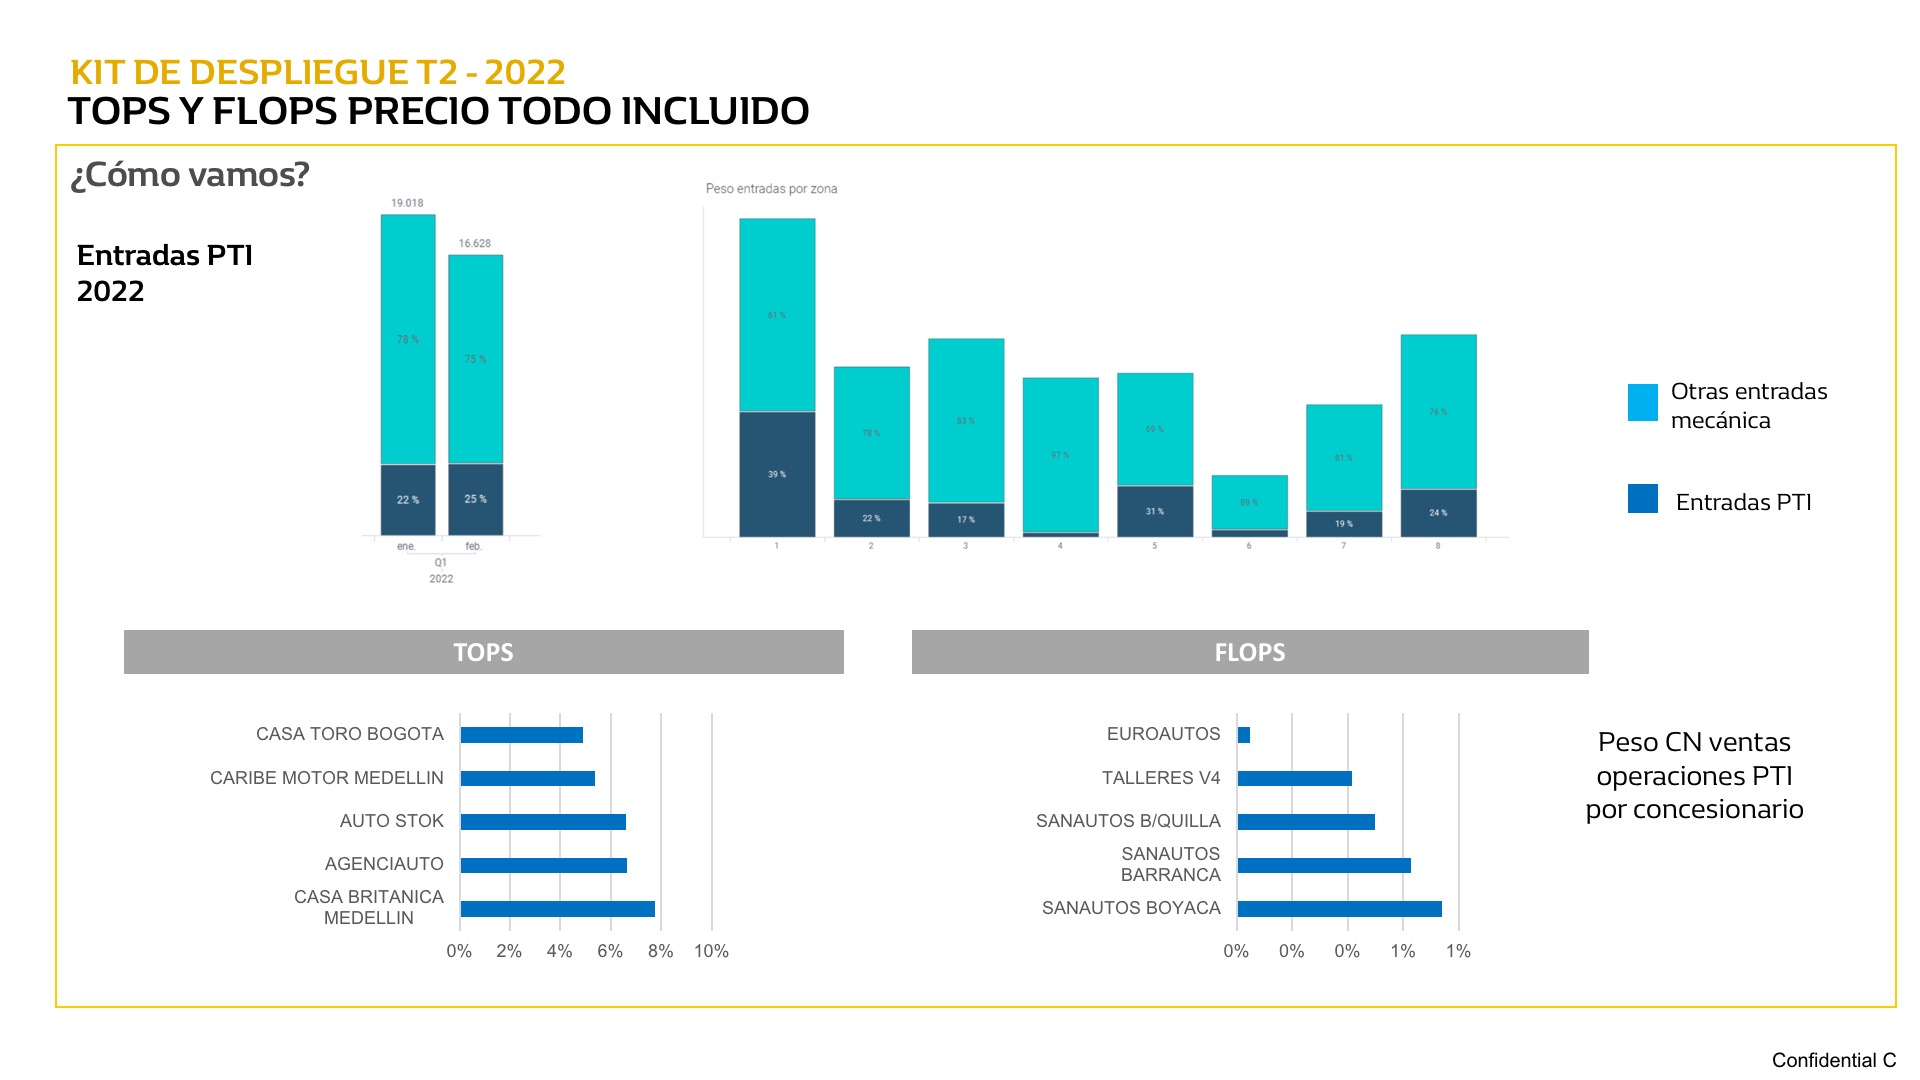 KIT DE DESPLIEGUE T2 - 2022
TOPS Y FLOPS PRECIO TODO INCLUIDO
¿Cómo vamos?
Entradas PTI
2022
19.018
16.628
78 %
75 %
22 %
25 %
ene.
feb.
Q1
2022
Peso entradas por zona
61 %
39 %
78 %
22 %
83 %
17 %
97 %
69 %
31 %
89 %
81 %
19 %
76 %
24 %
1
2
3
4
5
6
7
8
Otras entradas
mecánica
Entradas PTI
TOPS
CASA TORO BOGOTA
CARIBE MOTOR MEDELLIN
AUTO STOK
AGENCIAUTO
CASA BRITANICA
MEDELLIN
0% 2% 4% 6% 8% 10%
FLOPS
EUROAUTOS
TALLERES V4
SANAUTOS B/QUILLA
SANAUTOS
BARRANCA
SANAUTOS BOYACA
0% 0% 0% 1% 1%
Peso CN ventas
operaciones PTI
por concesionario
Confidential C